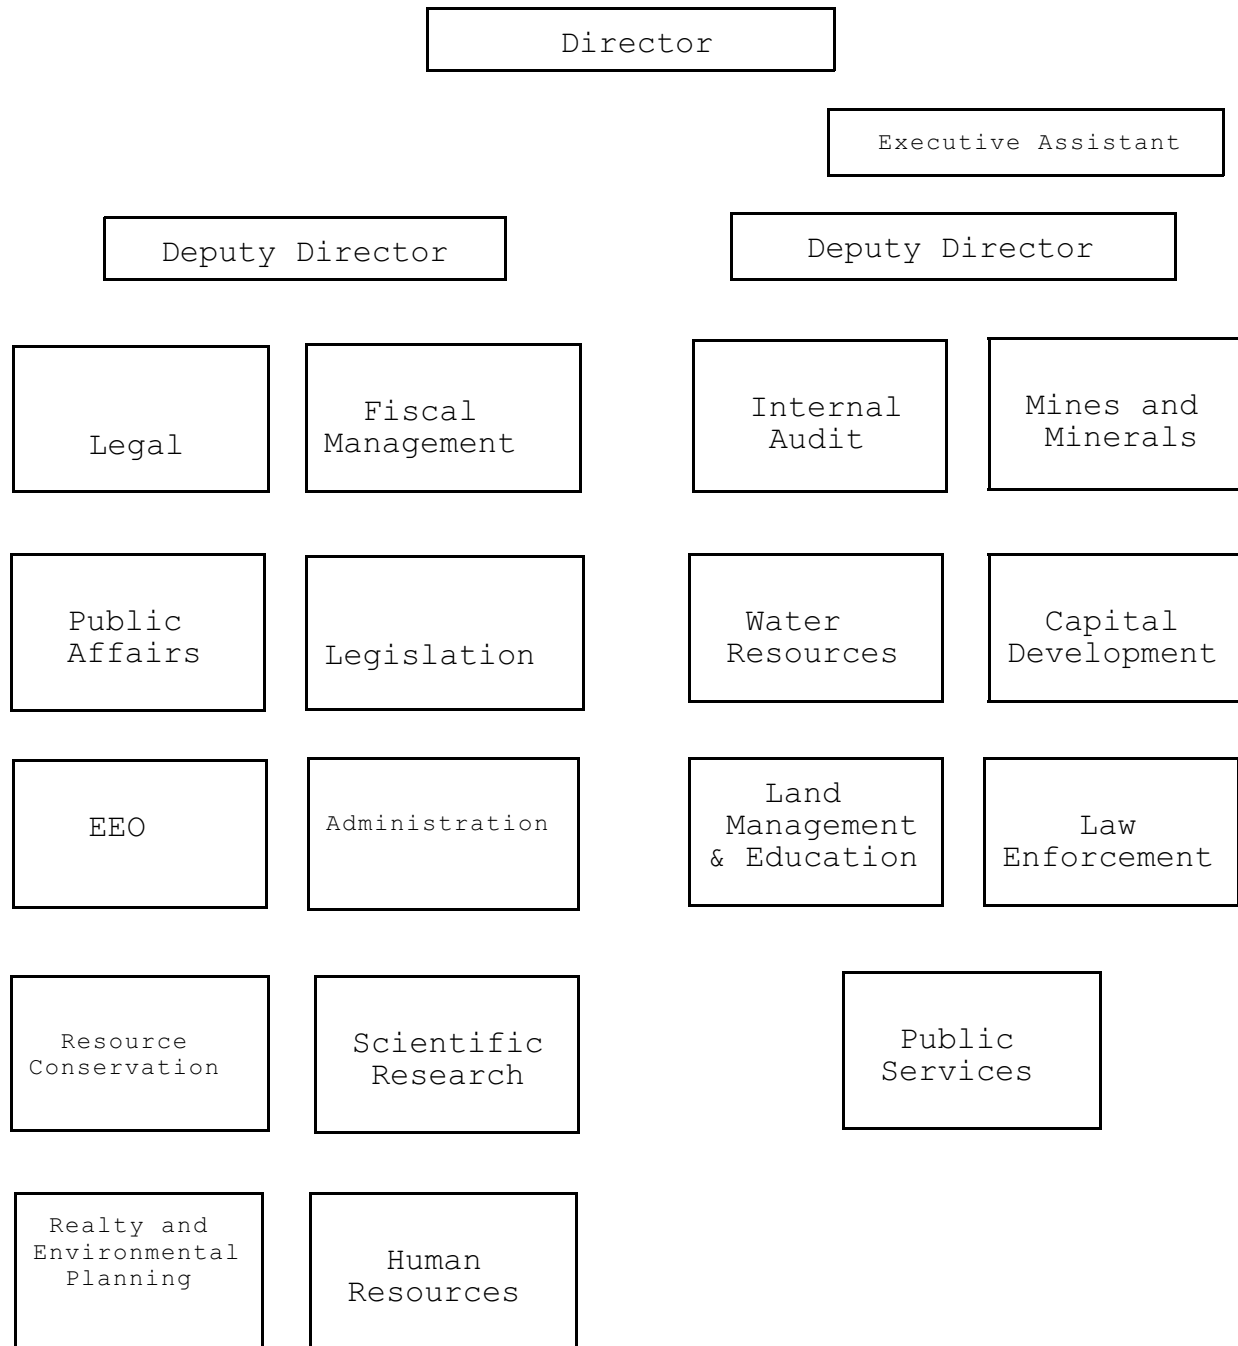 Director
Executive Assistant
Deputy Director
Deputy Director
Legal
Fiscal
Management
Internal
Audit
Mines and
Minerals
Public
Affairs
Legislation
Water
Resources
Capital
Development
EEO
Administration
Land
Management
& Education
Law
Enforcement
Resource
Conservation
Scientific
Research
Public
Services
Realty and
Environmental
Planning
Human
Resources